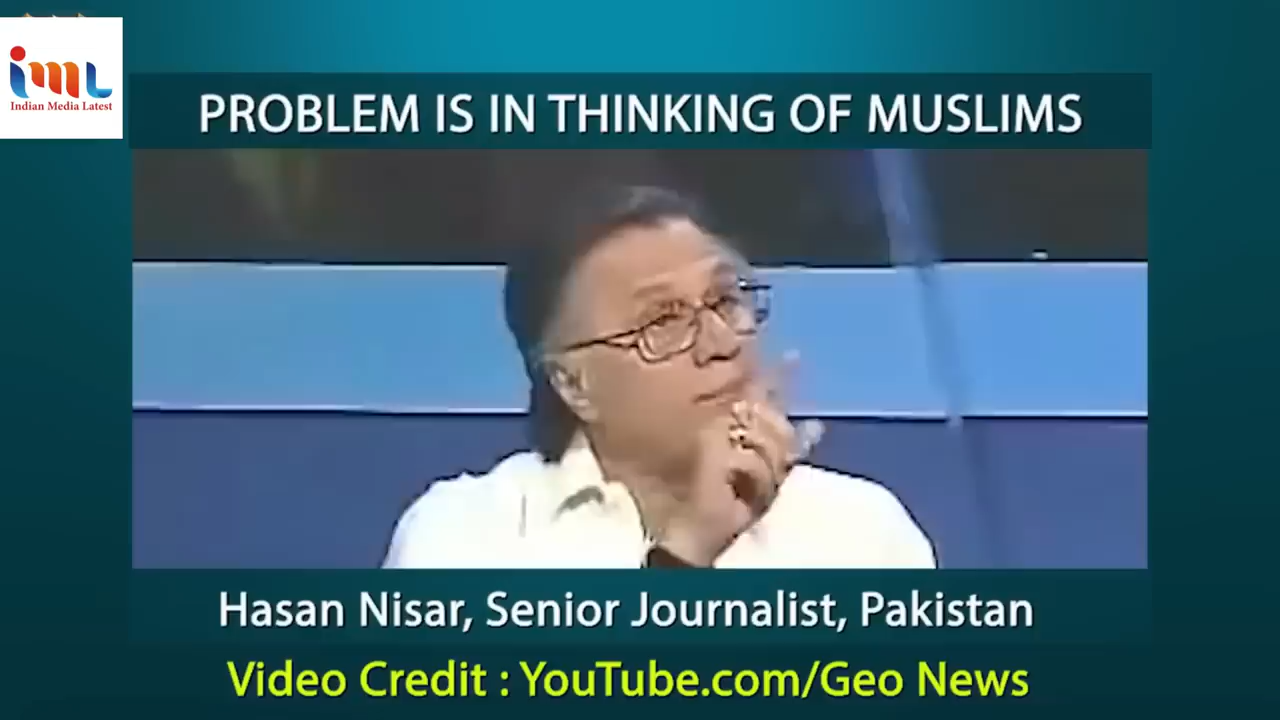 iml
Indian Media Latest
PROBLEM IS IN THINKING OF MUSLIMS
Hasan Nisar, Senior Journalist, Pakistan
Video Credit : YouTube.com/Geo News